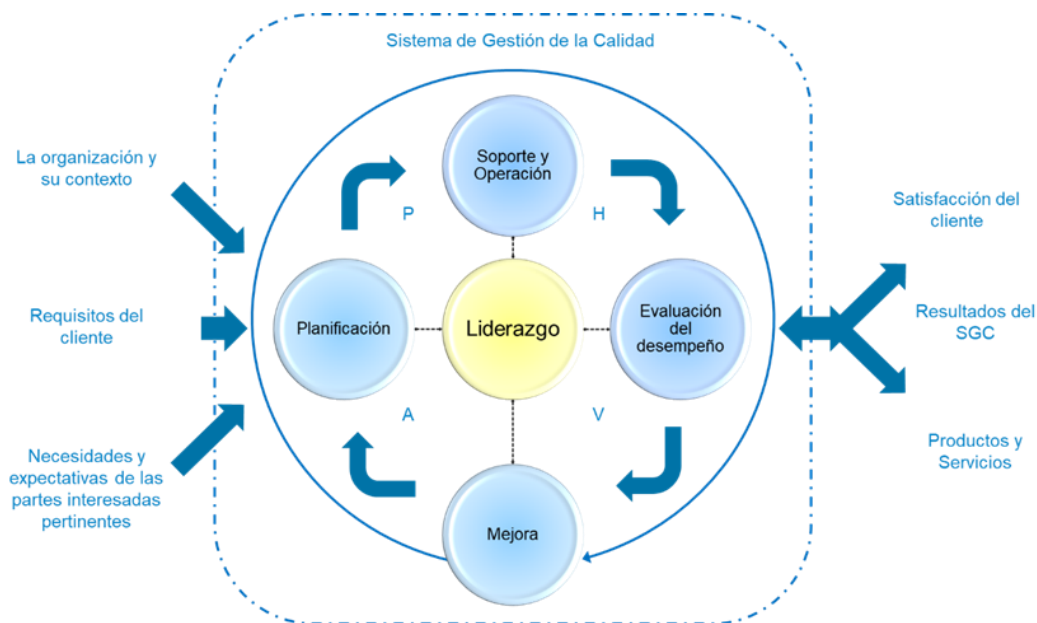 Sistema de Gestión de la Calidad
La organización y
su contexto
Requisitos del
cliente
Necesidades y
expectativas de las
partes interesadas
pertinentes
Soporte y
Operación
P
H
Planificación
Liderazgo
Evaluación
del
desempeño
A
V
Mejora
Satisfacción del
cliente
Resultados del
SGC
Productos y
Servicios